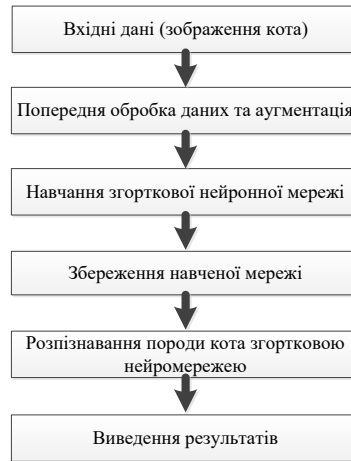 Вхідні дані (зображення кота)
Попередня обробка даних та аугментація
Навчання згорткової нейронної мережі
Збереження навченої мережі
Розпізнавання породи кота згортковою
нейромережею
Виведення результатів